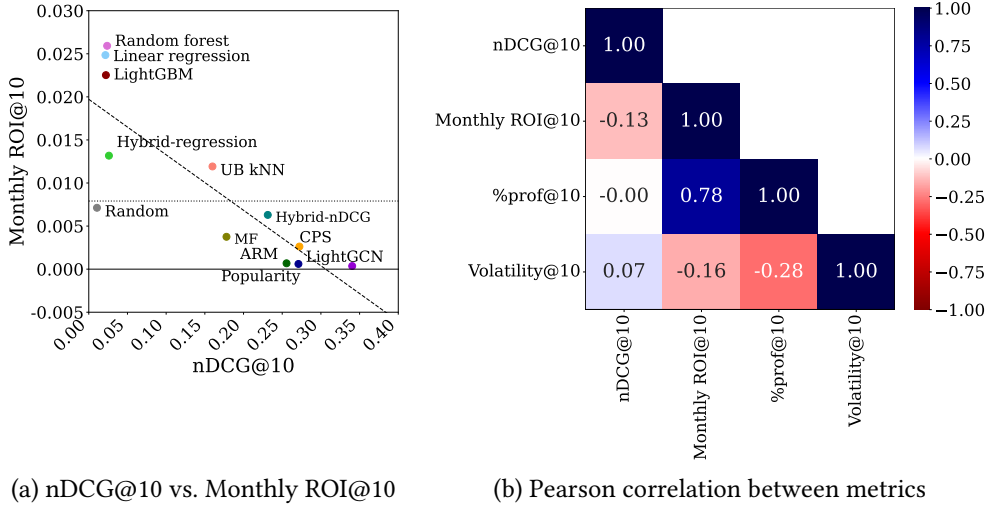 0.030
0.025
0.020
0.015
0.010
0.005
0.000
−0.005
Monthly ROI@10
Random forest
Linear regression
LightGBM
Hybrid-regression
UB kNN
Random
Hybrid-nDCG
MF
CPS
ARM
LightGCN
Popularity
0.00
0.05
0.10
0.15
0.20
0.25
0.30
0.35
0.40
nDCG@10
(a) nDCG@10 vs. Monthly ROI@10
nDCG@10
1.00
Monthly ROI@10
-0.13
1.00
%prof@10
-0.00
0.78
1.00
Volatility@10
0.07
-0.16
-0.28
1.00
nDCG@10
Monthly ROI@10
%prof@10
Volatility@10
1.00
0.75
0.50
0.25
0.00
−0.25
−0.50
−0.75
−1.00
(b) Pearson correlation between metrics